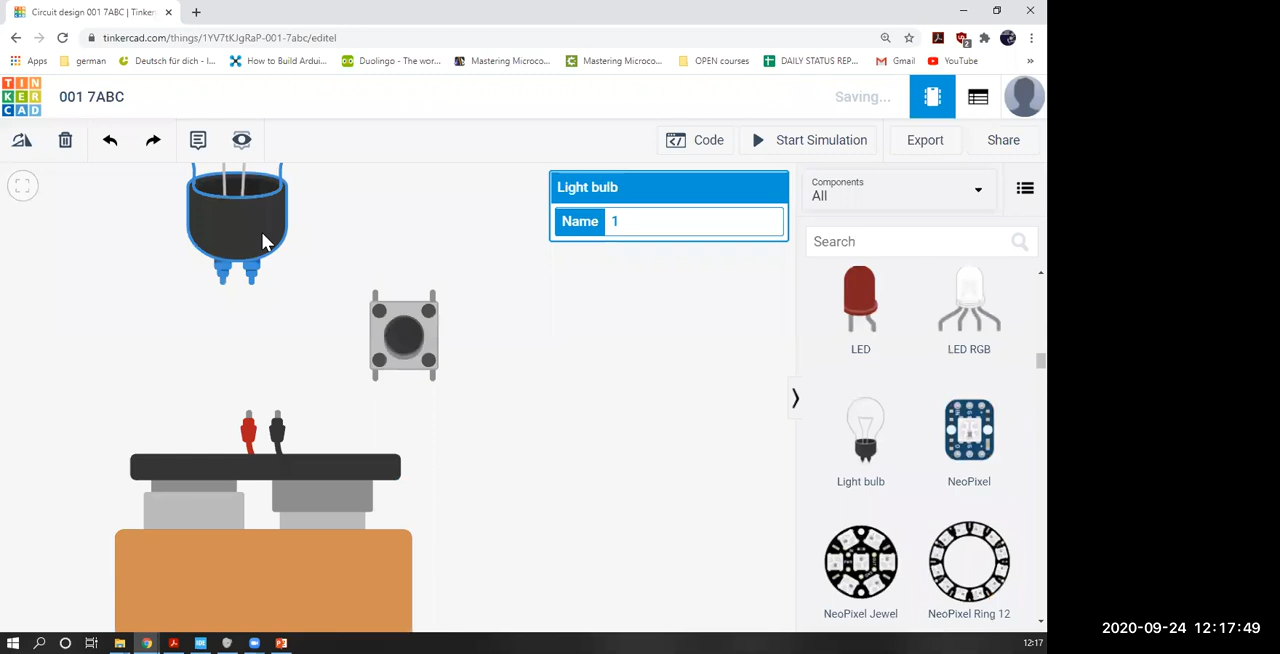 Circuit design 001 7ABC | Tinker
tinkercad.com/things/1YV7tKJgRaP-001-7abc/editel
Apps german Deutsch für dich - I... How to Build Ardui... Duolingo - The wor... Mastering Microco... Mastering Microco... OPEN courses DAILY STATUS REP... Gmail YouTube »
TIN
KER
CAD
001 7ABC
Saving...
Code
Start Simulation
Export
Share
Light bulb
Name 1
Components
All
Search
LED
LED RGB
Light bulb
NeoPixel
NeoPixel Jewel
NeoPixel Ring 12
12:17
2020-09-24 12:17:49